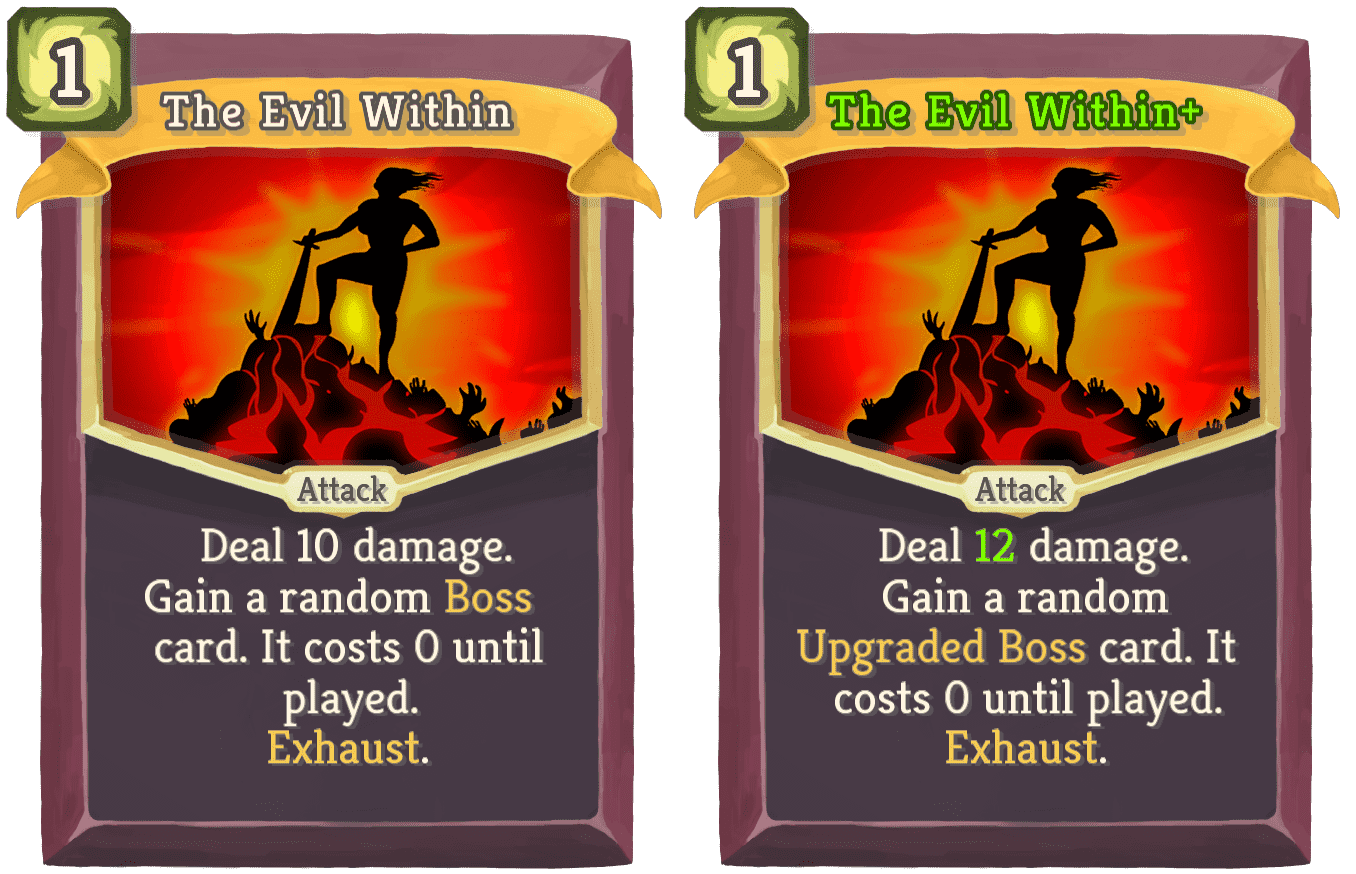 1
The Evil Within
Attack
Deal 10 damage.
Gain a random Boss
card. It costs 0 until
played.
Exhaust.
1
The Evil Within+
Attack
Deal 12 damage.
Gain a random
Upgraded Boss card. It
costs 0 until played.
Exhaust.